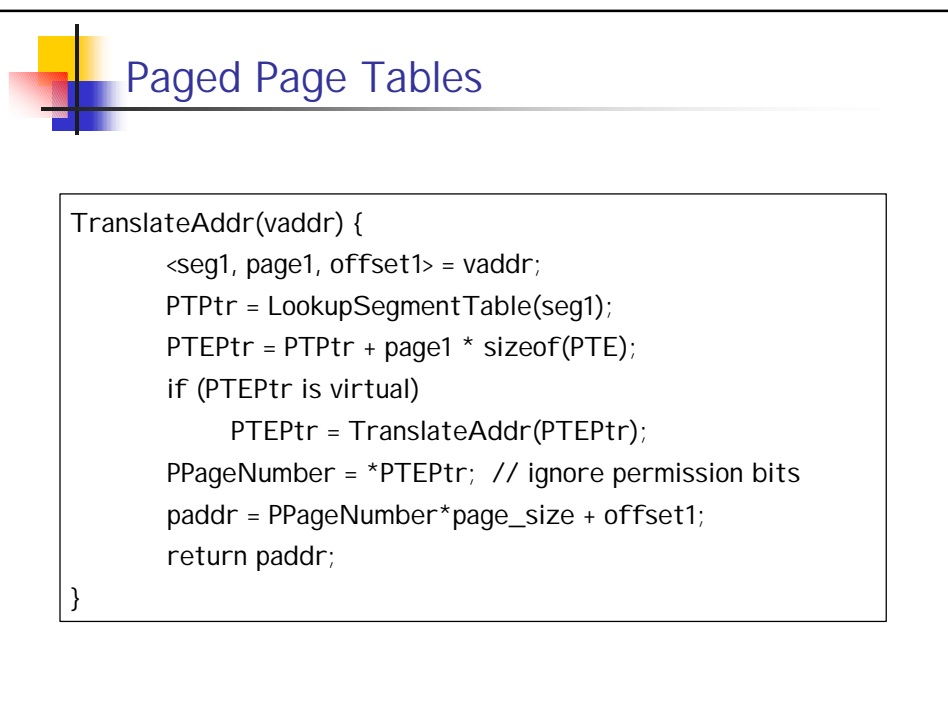 Paged Page Tables
TranslateAddr(vaddr) {
<seg1, page1, offset1> = vaddr;
PTPtr = LookupSegmentTable(seg1);
PTEPtr = PTPtr + page1 * sizeof(PTE);
if (PTEPtr is virtual)
PTEPtr = TranslateAddr(PTEPtr);
PPageNumber = *PTEPtr; // ignore permission bits
paddr = PPageNumber*page_size + offset1;
return paddr;
}